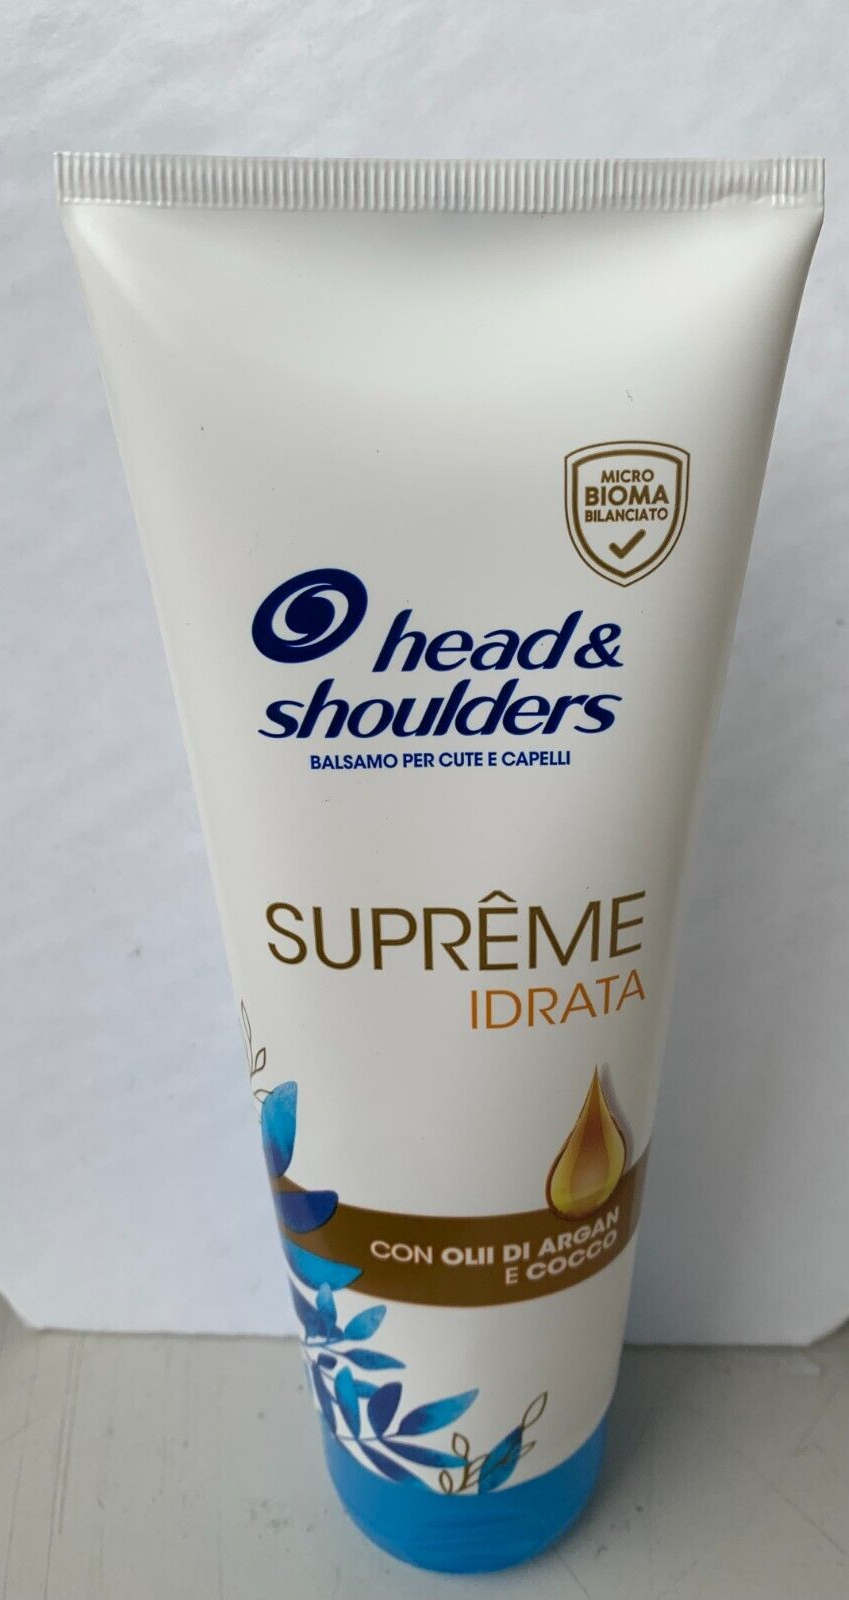 MICRO
BIOMA
BILANCIATO
head &
shoulders
BALSAMO PER CUTE E CAPELLI
SUPRÊME
IDRATA
CON OLII DI ARGAN
E COCCO